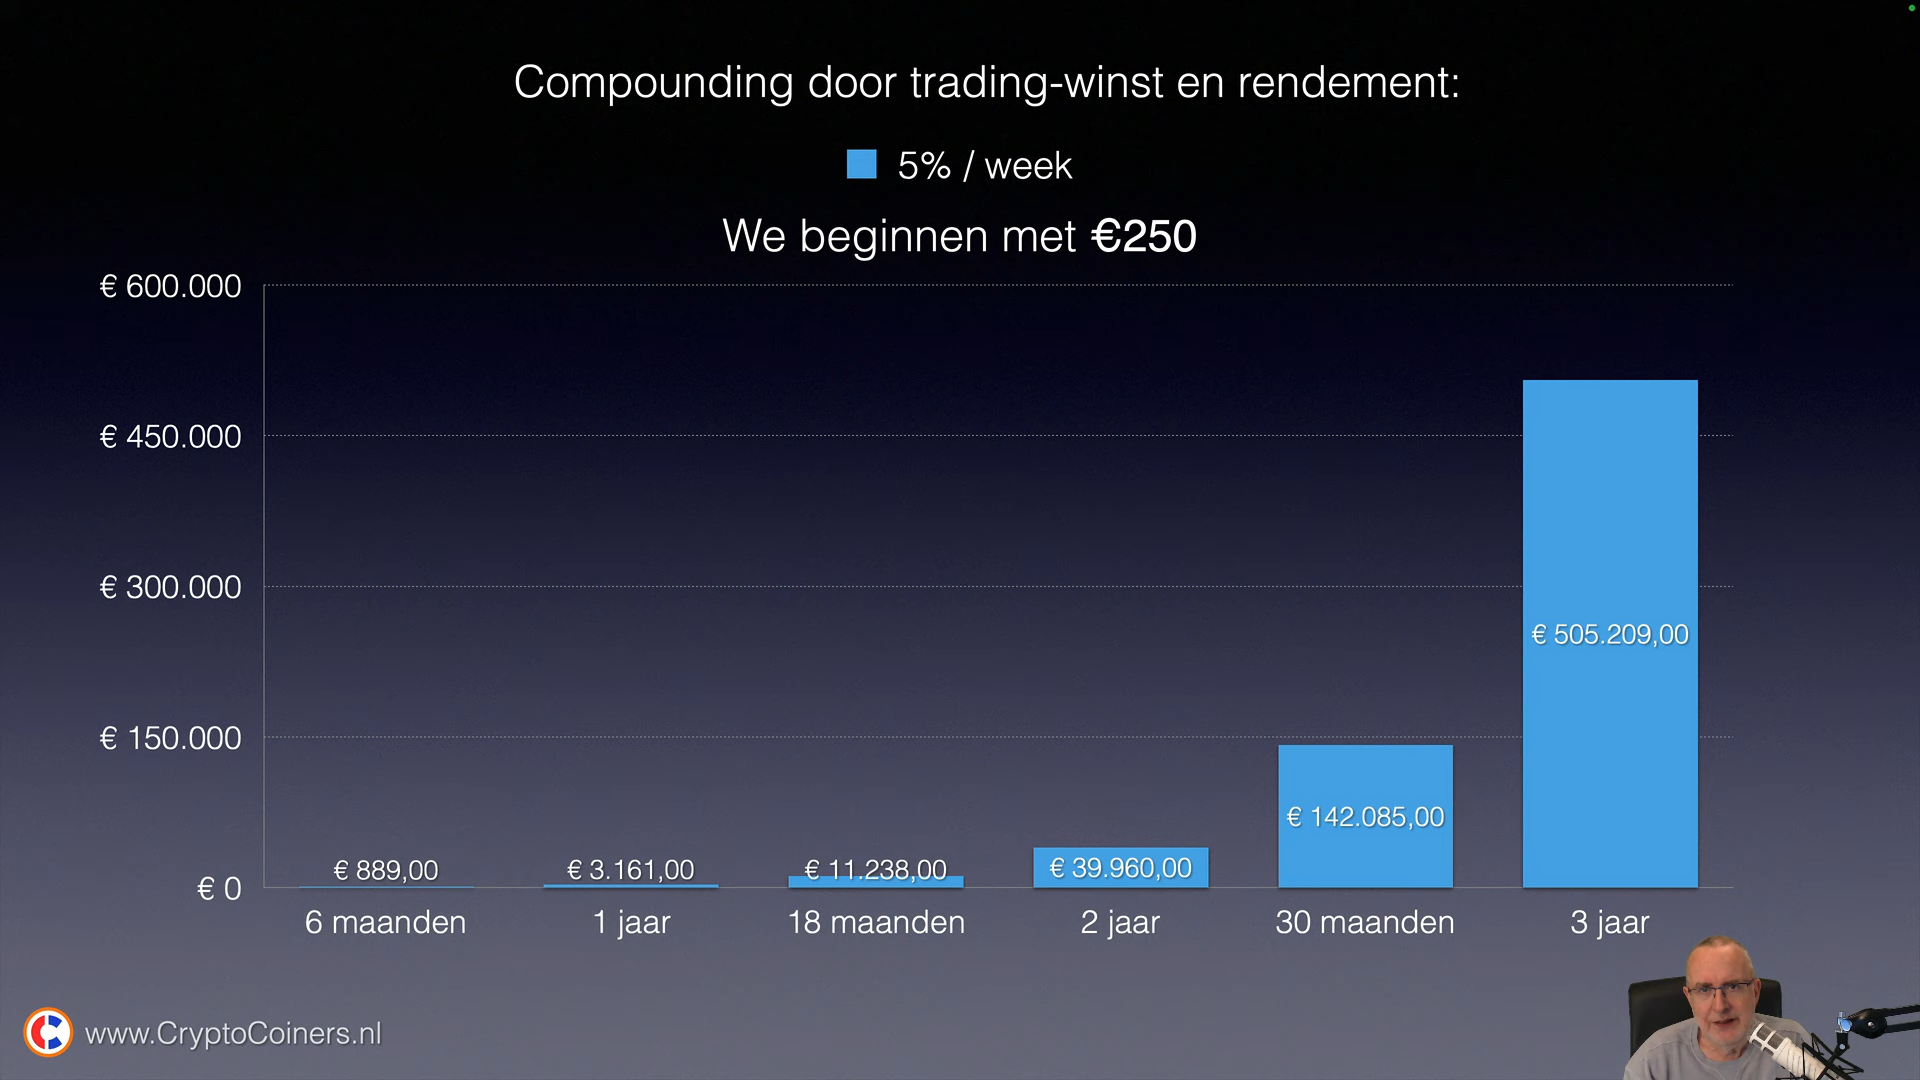 Compounding door trading-winst en rendement:
5% / week
We beginnen met €250
€ 600.000
€ 450.000
€ 300.000
€ 150.000
€ 0
€ 889,00
€ 3.161,00
€ 11.238,00
€ 39.960,00
€ 142.085,00
€ 505.209,00
6 maanden
1 jaar
18 maanden
2 jaar
30 maanden
3 jaar
www.CryptoCoiners.nl